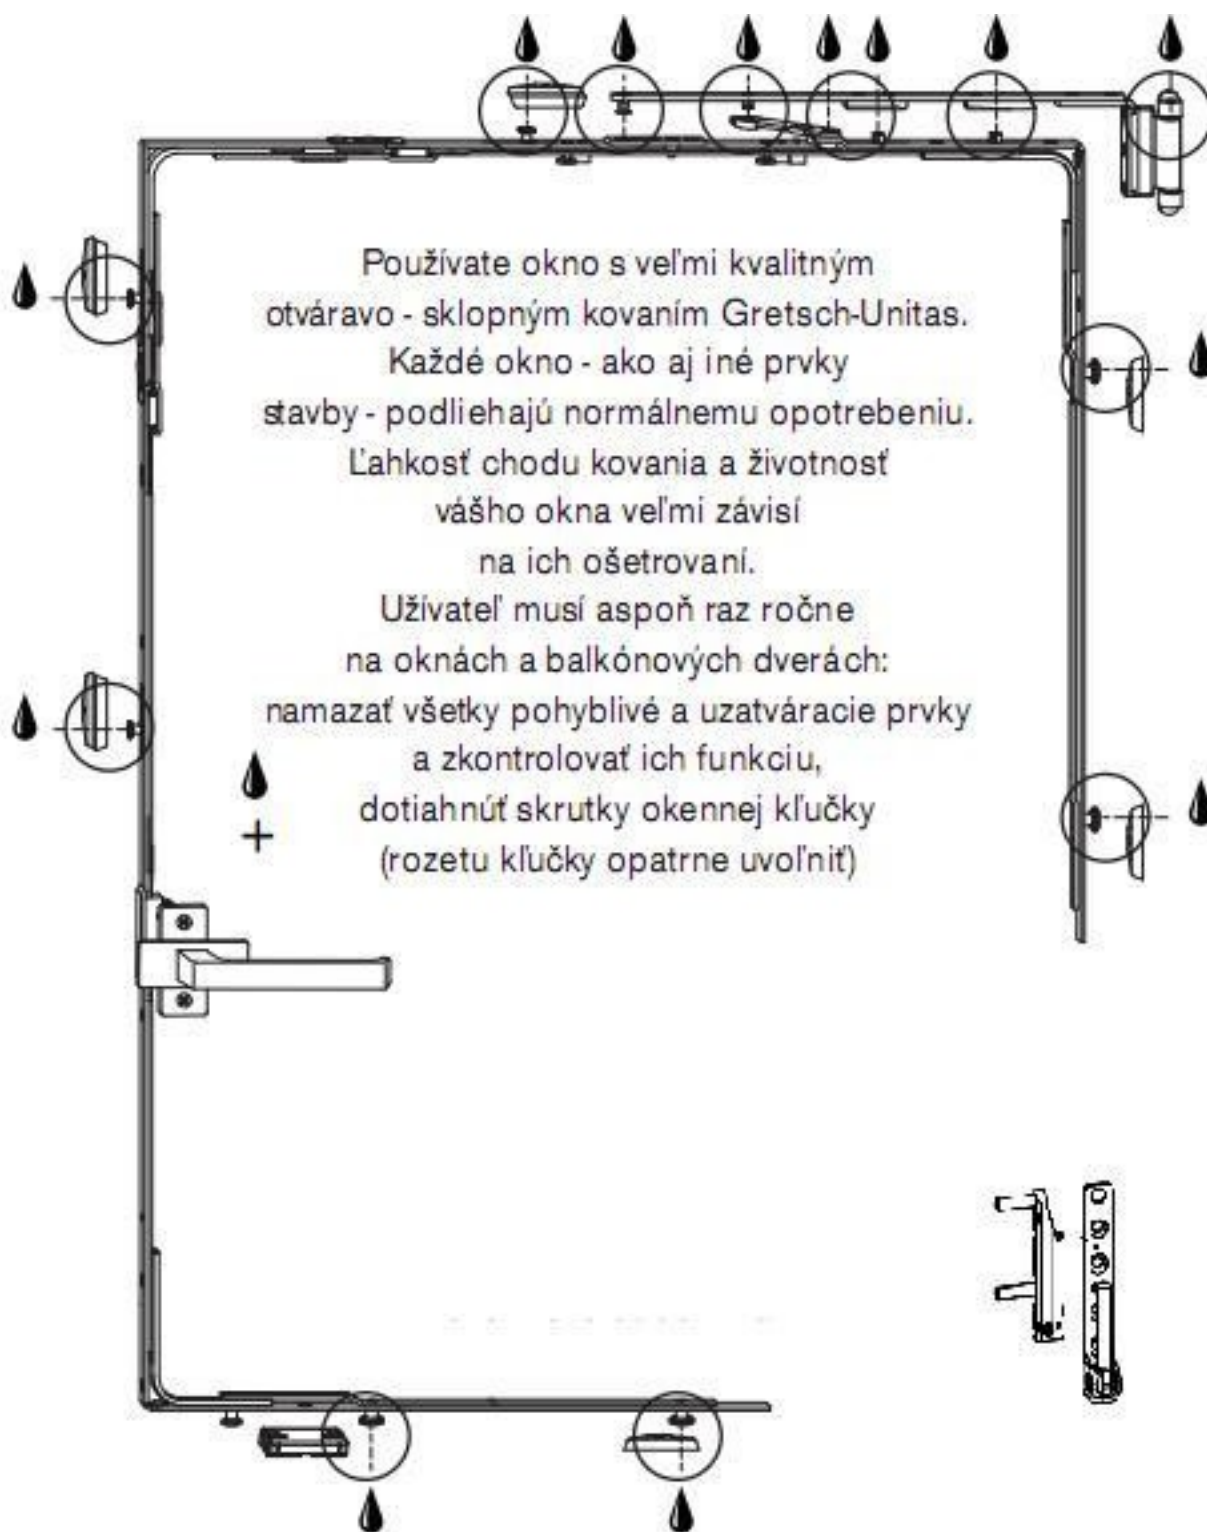 Používate okno s veľmi kvalitným
otváravo - sklopným kovaním Gretsch-Unitas.
Každé okno - ako aj iné prvky
stavby - podliehajú normálnemu opotrebeniu.
Ľahkosť chodu kovania a životnosť
vášho okna veľmi závisí
na ich ošetrovaní.
Užívateľ musí aspoň raz ročne
na oknách a balkónových dverách:
namazať všetky pohyblivé a uzatváracie prvky
a zkontrolovať ich funkciu,
dotiahnúť skrutky okennej kľučky
(rozetu kľučky opatrne uvoľniť)
+